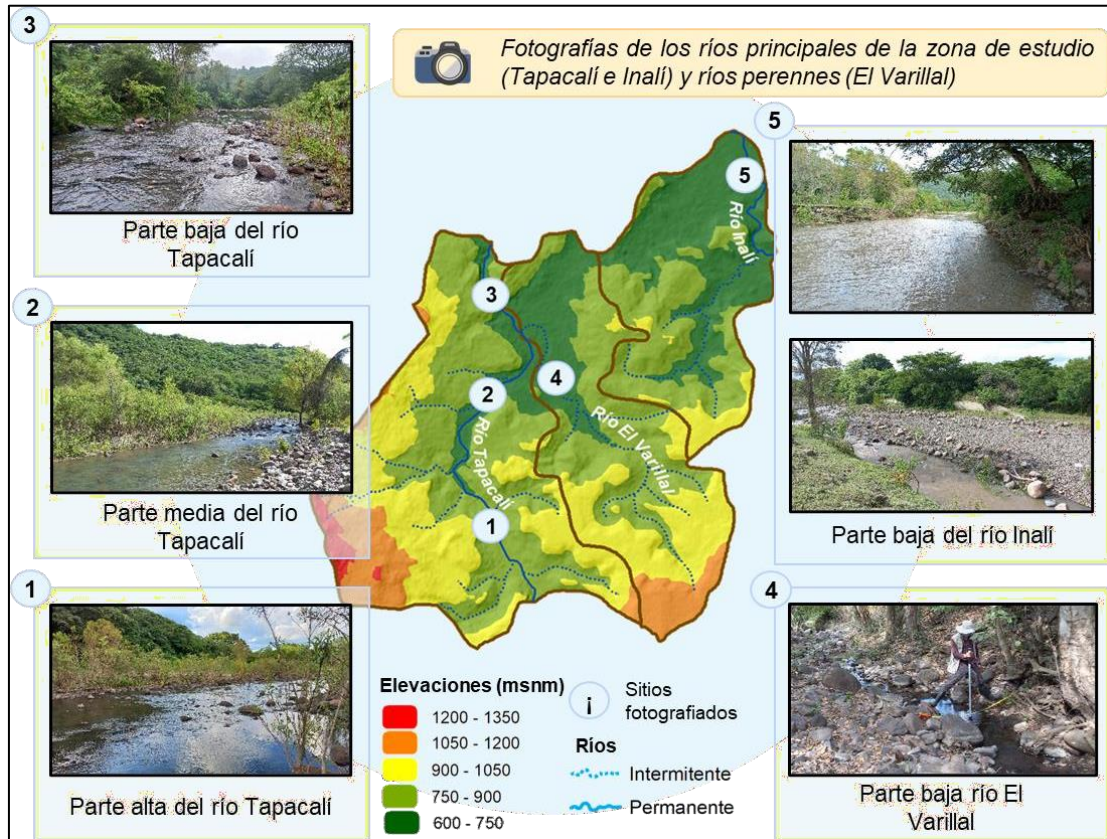 3
Fotografías de los ríos principales de la zona de estudio
(Tapacalí e Inalí) y ríos perennes (El Varillal)
Parte baja del río
Tapacalí
2
Parte media del río
Tapacalí
1
Parte alta del río Tapacalí
5
Río Inalí
3
4
2
Río El Varillal
Río Tapacalí
1
5
Parte baja del río Inalí
4
Parte baja río El
Varillal
Elevaciones (msnm)
1200 - 1350
1050 - 1200
900 - 1050
750 - 900
600 - 750
i
Sitios
fotografiados
Ríos
Intermitente
Permanente